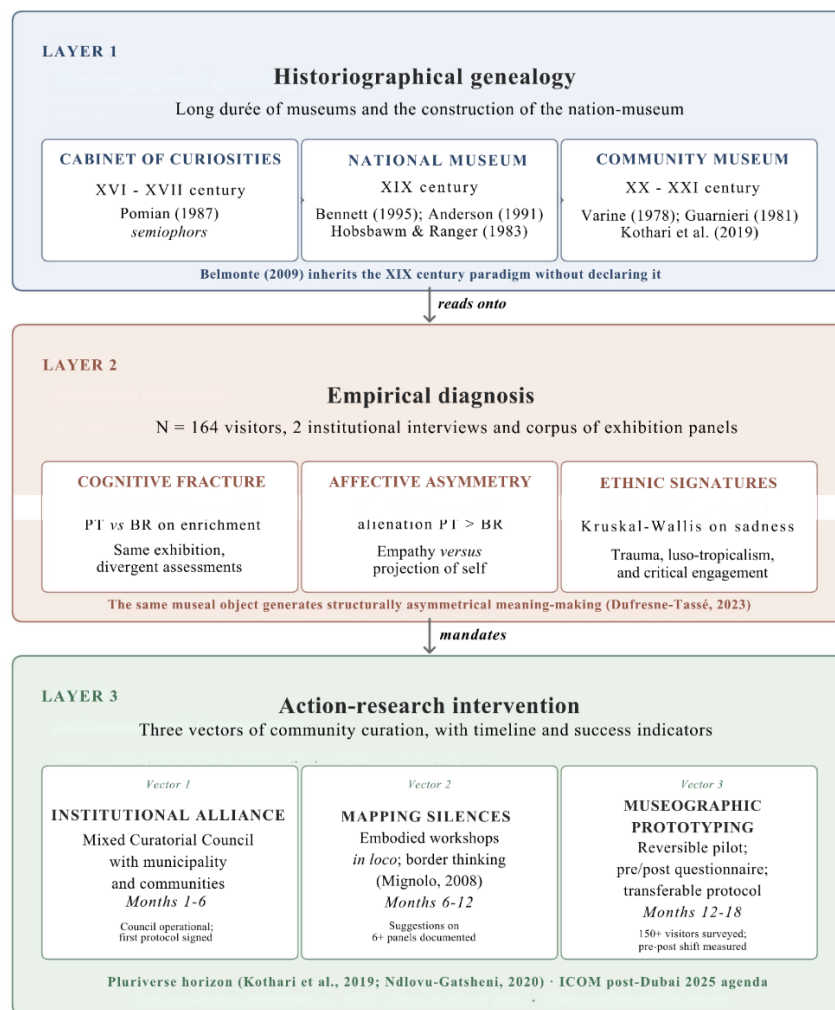 LAYER 1
Historiographical genealogy
Long durée of museums and the construction of the nation-museum
CABINET OF CURIOSITIES
XVI - XVII century
Pomian (1987)
semiophors
NATIONAL MUSEUM
XIX century
Bennett (1995); Anderson (1991)
Hobsbawm & Ranger (1983)
COMMUNITY MUSEUM
XX - XXI century
Varine (1978); Guarnieri (1981)
Kothari et al. (2019)
Belmonte (2009) inherits the XIX century paradigm without declaring it
reads onto
LAYER 2
Empirical diagnosis
N = 164 visitors, 2 institutional interviews and corpus of exhibition panels
COGNITIVE FRACTURE
PT vs BR on enrichment
Same exhibition,
divergent assessments
AFFECTIVE ASYMMETRY
alienation PT > BR
Empathy versus
projection of self
ETHNIC SIGNATURES
Kruskal-Wallis on sadness
Trauma, luso-tropicalism,
and critical engagement
The same museal object generates structurally asymmetrical meaning-making (Dufresne-Tassé, 2023)
mandates
LAYER 3
Action-research intervention
Three vectors of community curation, with timeline and success indicators
Vector 1
INSTITUTIONAL ALLIANCE
Mixed Curatorial Council
with municipality
and communities
Months 1-6
Council operational;
first protocol signed
Vector 2
MAPPING SILENCES
Embodied workshops
in loco; border thinking
(Mignolo, 2008)
Months 6-12
Suggestions on
6+ panels documented
Vector 3
MUSEOGRAPHIC
PROTOTYPING
Reversible pilot;
pre/post questionnaire;
transferable protocol
Months 12-18
150+ visitors surveyed;
pre-post shift measured
Pluriverse horizon (Kothari et al., 2019; Ndlovu-Gatsheni, 2020) · ICOM post-Dubai 2025 agenda